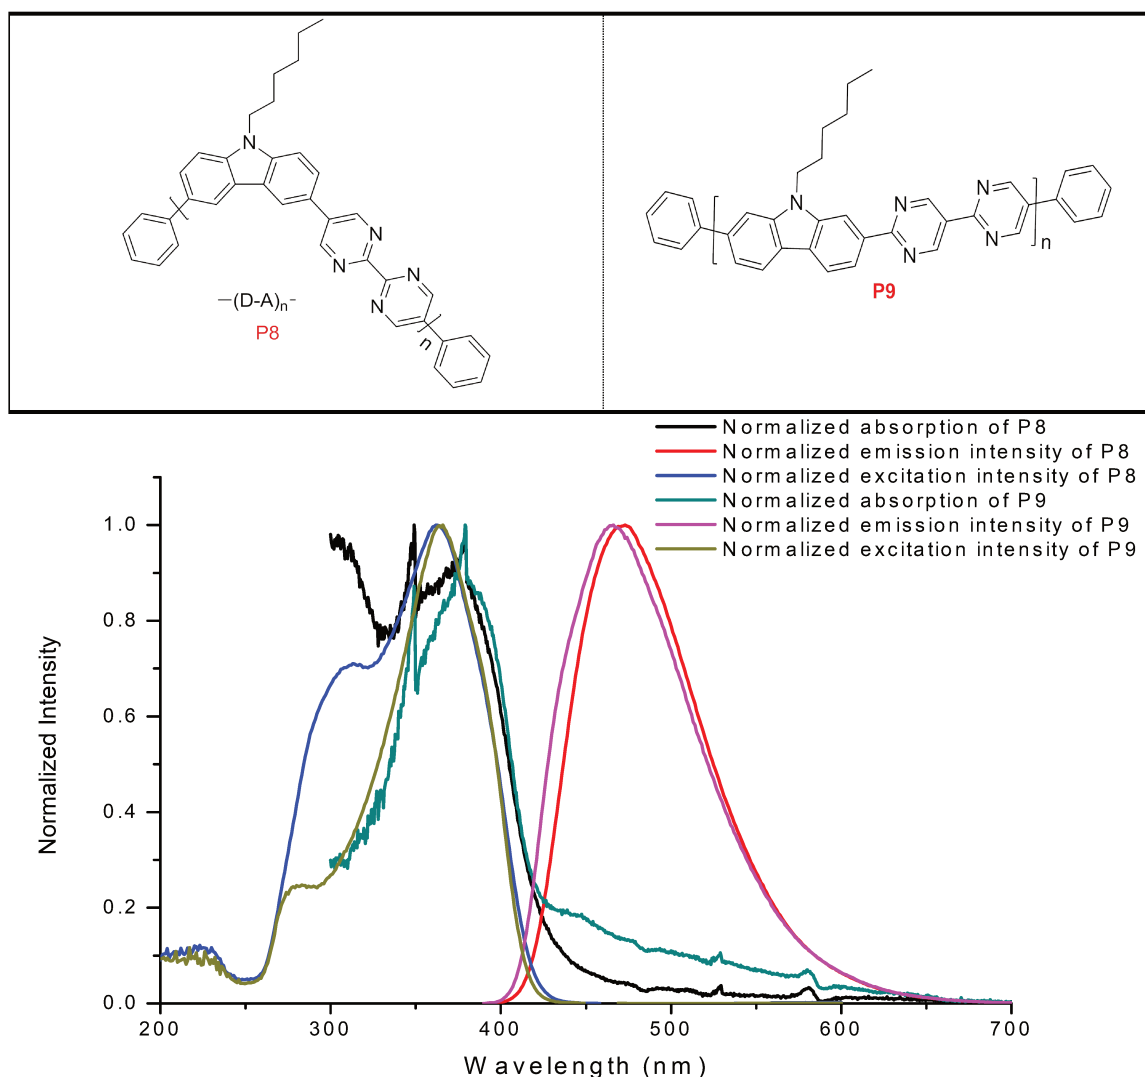 N
N
N
N
N
n
—(D-A)n-
P8
N
N
N
N
N
n
P9
Normalized absorption of P8
Normalized emission intensity of P8
Normalized excitation intensity of P8
Normalized absorption of P9
Normalized emission intensity of P9
Normalized excitation intensity of P9
1.0
0.8
0.6
0.4
0.2
0.0
Normalized Intensity
200 300 400 500 600 700
Wavelength (nm)